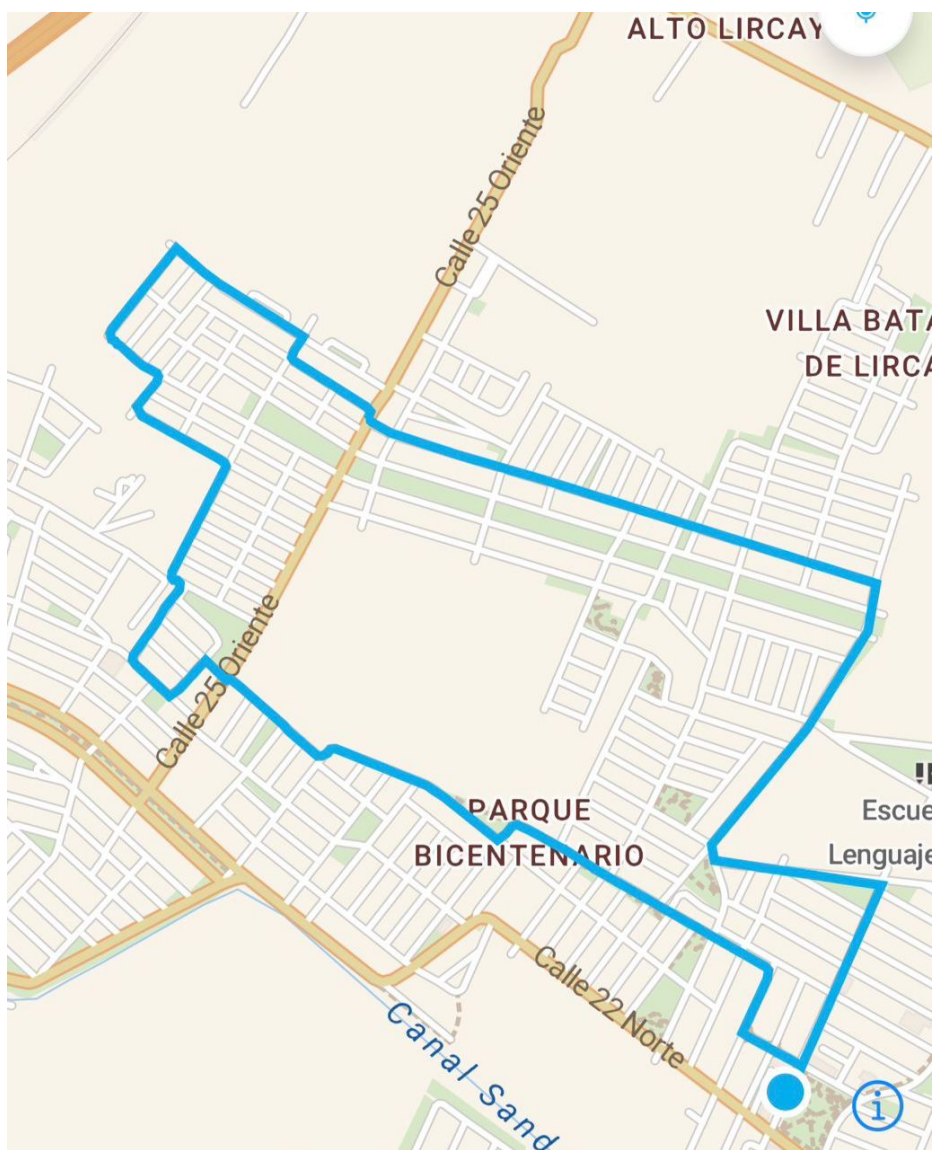 ALTO LIRCAY
Calle 25 Oriente
VILLA BATA
DE LIRCA
Calle 25 Oriente
PARQUE
BICENTENARIO
Escue
Lenguaje
Calle 22 Norte
Canal Sand
i